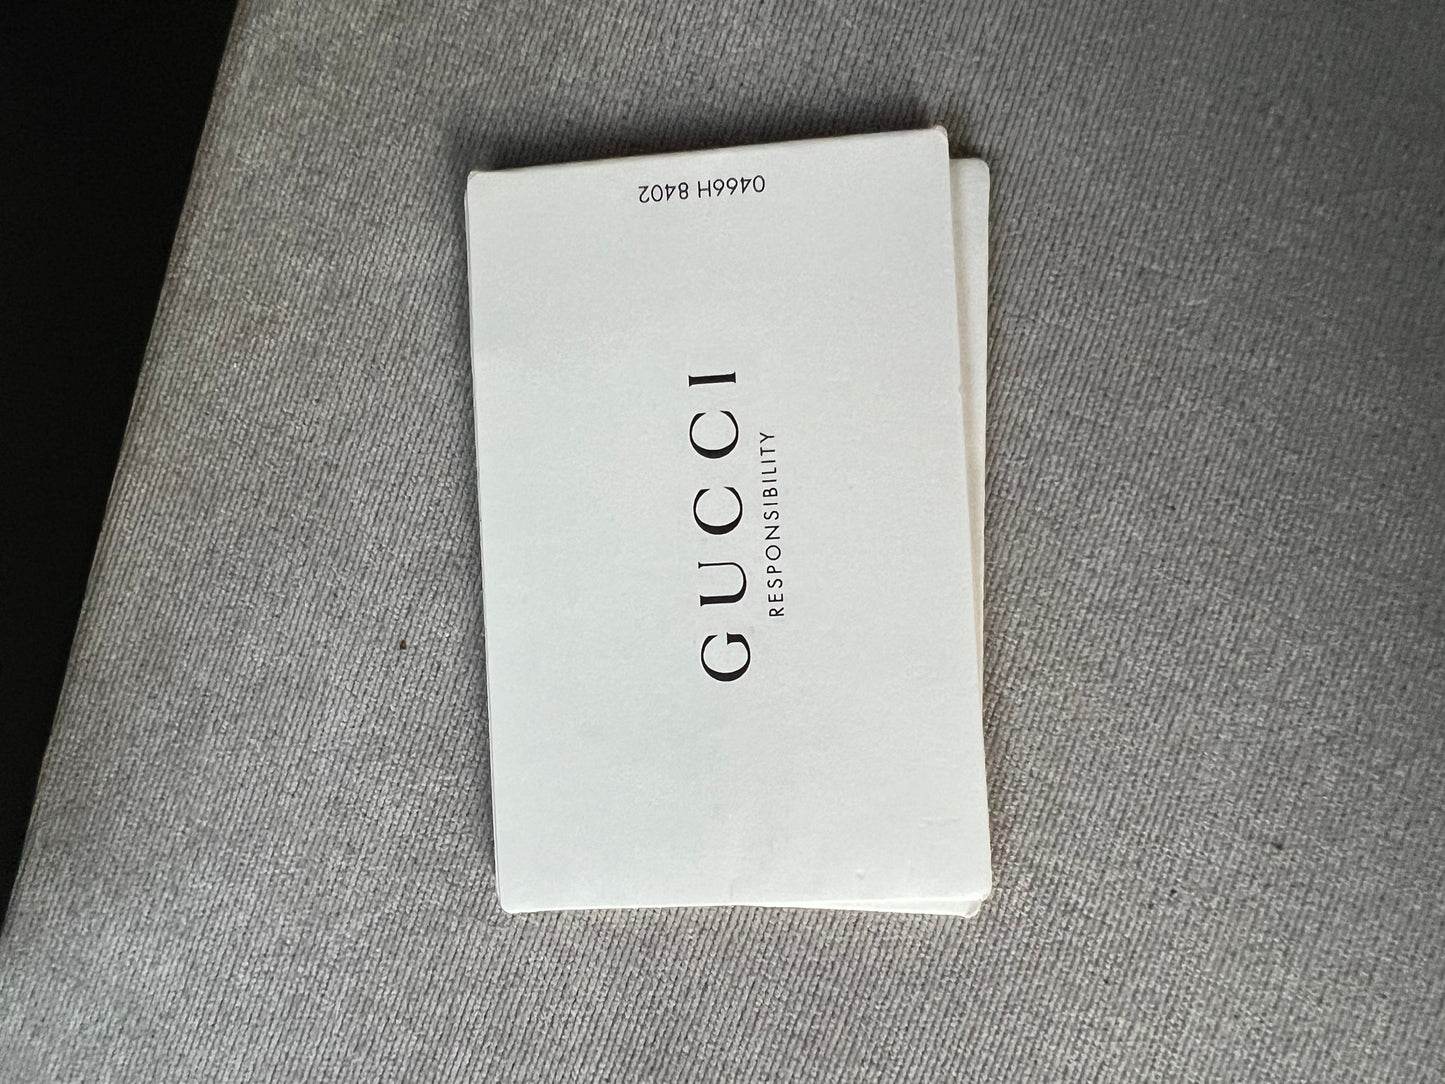 GUCCI
RESPONSIBILITY
0466H 8402